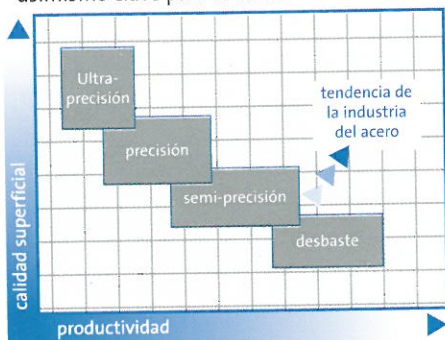 Ultra-
precisión
precisión
semi-precisión
desbaste
tendencia de
la industria
del acero
calidad superficial
productividad